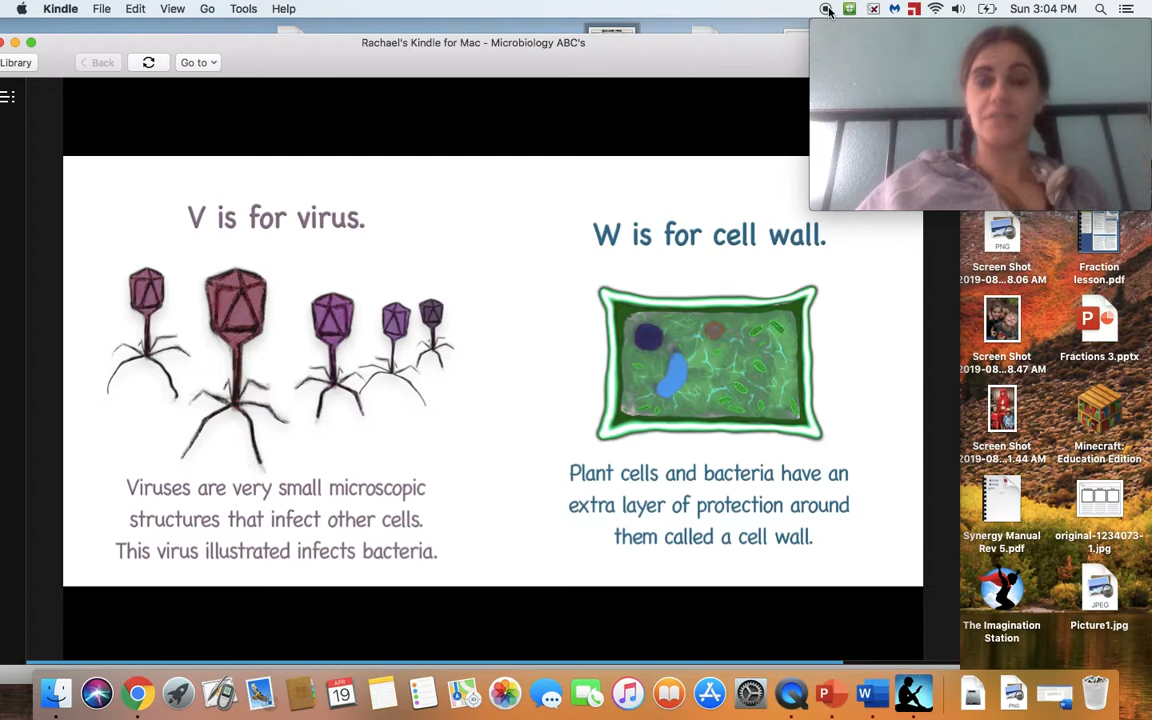 Kindle File Edit View Go Tools Help
Sun 3:04 PM
Rachael's Kindle for Mac - Microbiology ABC's
Library
Back
Go to
V is for virus.
Viruses are very small microscopic
structures that infect other cells.
This virus illustrated infects bacteria.
W is for cell wall.
Plant cells and bacteria have an
extra layer of protection around
them called a cell wall.
PNG
Screen Shot
2019-08...8.06 AM
Fraction
lesson.pdf
Screen Shot
2019-08...8.47 AM
Fractions 3.pptx
Screen Shot
2019-08...1.44 AM
Minecraft:
Education Edition
Synergy Manual
Rev 5.pdf
original-1234073-
1.jpg
The Imagination
Station
JPEG
Picture1.jpg
APR
19